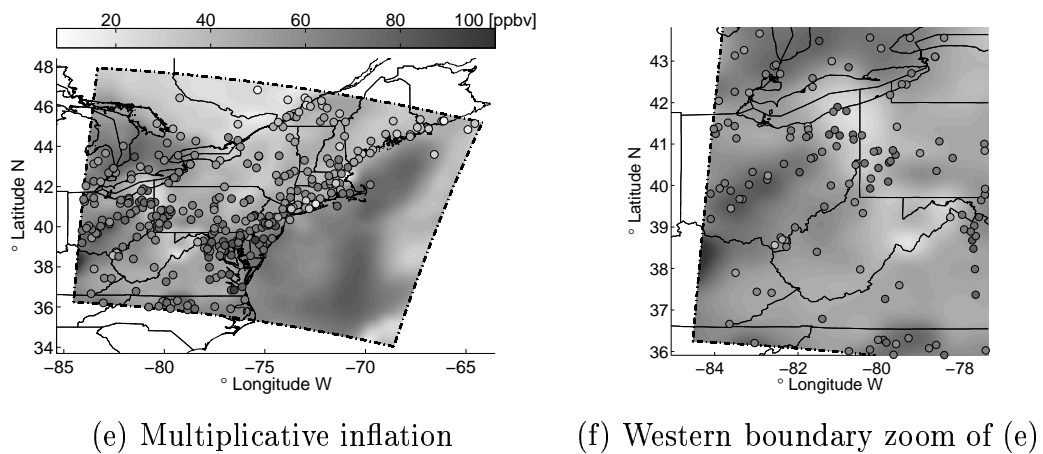 20 40 60 80 100 [ppbv]
48
46
44
42
40
38
36
34
° Latitude N
−85 −80 −75 −70 −65
° Longitude W
43
42
41
40
39
38
37
36
° Latitude N
−84 −82 −80 −78
° Longitude W
(e) Multiplicative inflation
(f) Western boundary zoom of (e)